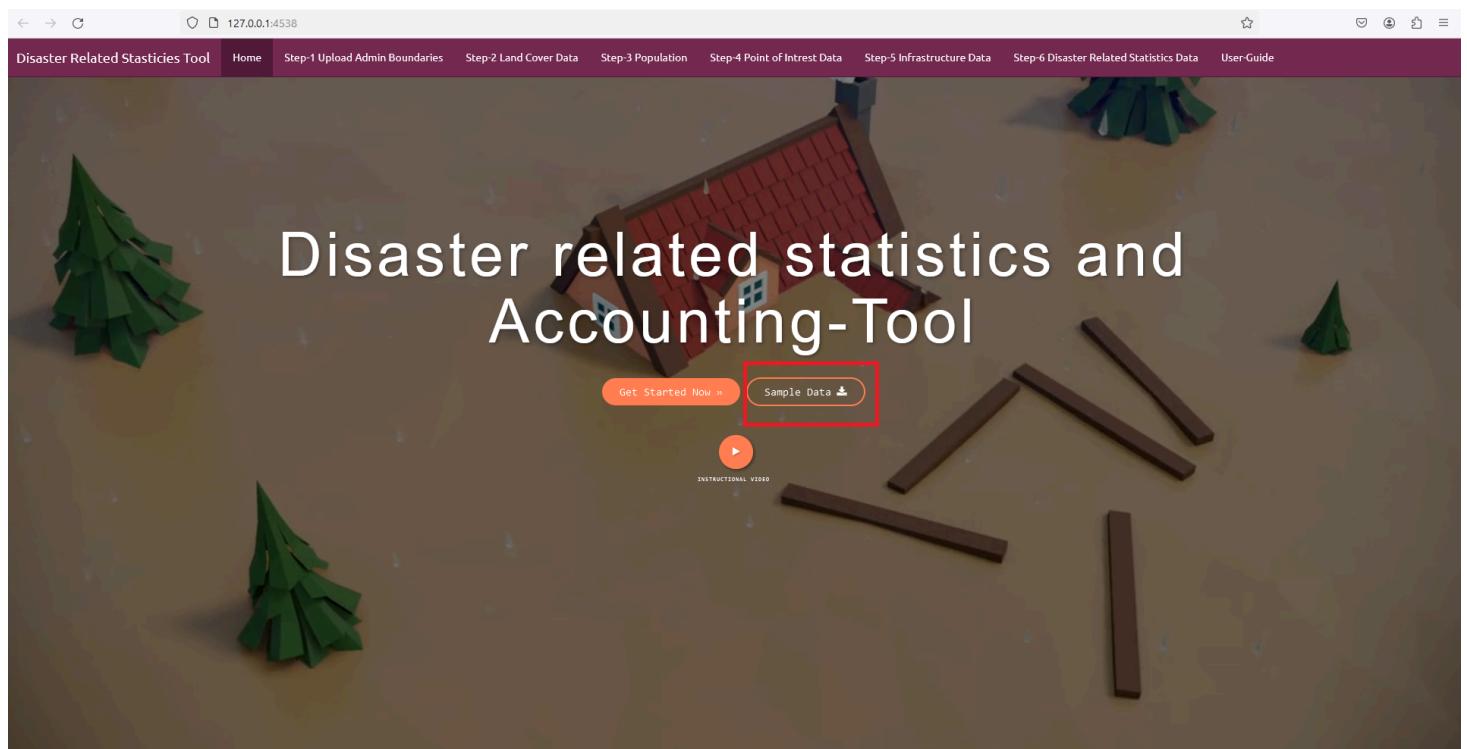 127.0.0.1:4538
Disaster Related Stasticies Tool Home Step-1 Upload Admin Boundaries Step-2 Land Cover Data Step-3 Population Step-4 Point of Intrest Data Step-5 Infrastructure Data Step-6 Disaster Related Statistics Data User-Guide
Disaster related statistics and
Accounting-Tool
Get Started Now » Sample Data
INSTRUCTIONAL VIDEO